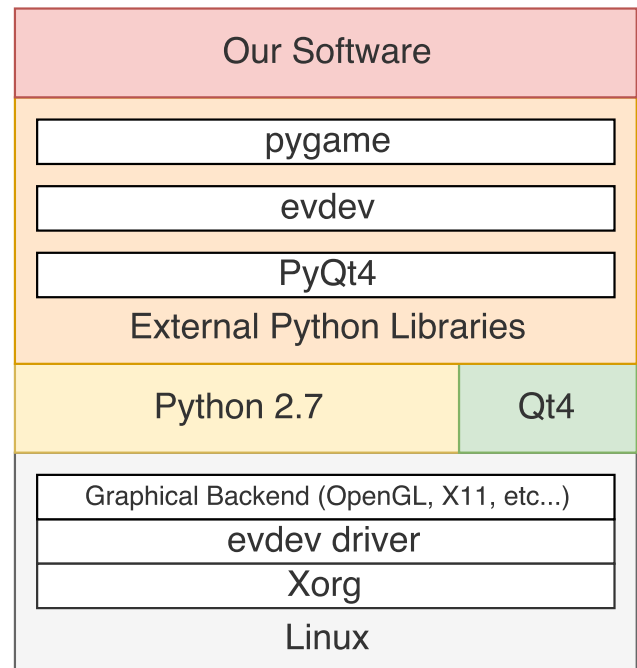 Our Software
pygame
evdev
PyQt4
External Python Libraries
Python 2.7
Qt4
Graphical Backend (OpenGL, X11, etc...)
evdev driver
Xorg
Linux